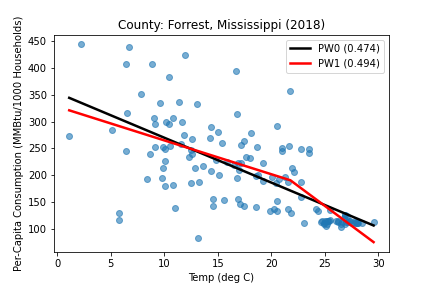 County: Forrest, Mississippi (2018)
Per-Capita Consumption (MMBtu/1000 Households)
450
400
350
300
250
200
150
100
PW0 (0.474)
PW1 (0.494)
0 5 10 15 20 25 30
Temp (deg C)